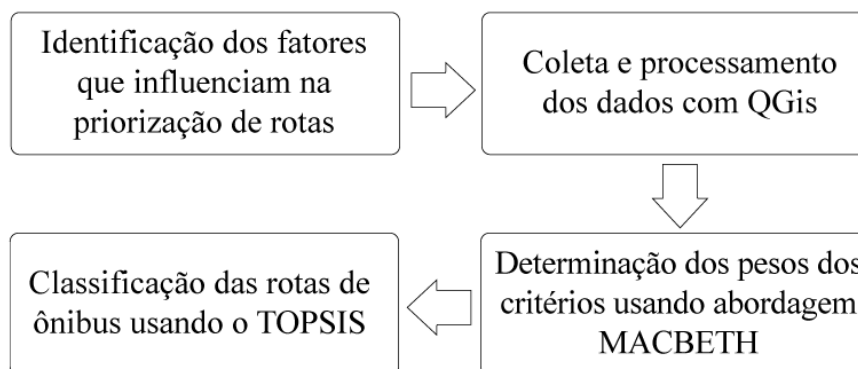 Identificação dos fatores
que influenciam na
priorização de rotas
Coleta e processamento
dos dados com QGis
Determinação dos pesos dos
critérios usando abordagem
MACBETH
Classificação das rotas de
ônibus usando o TOPSIS